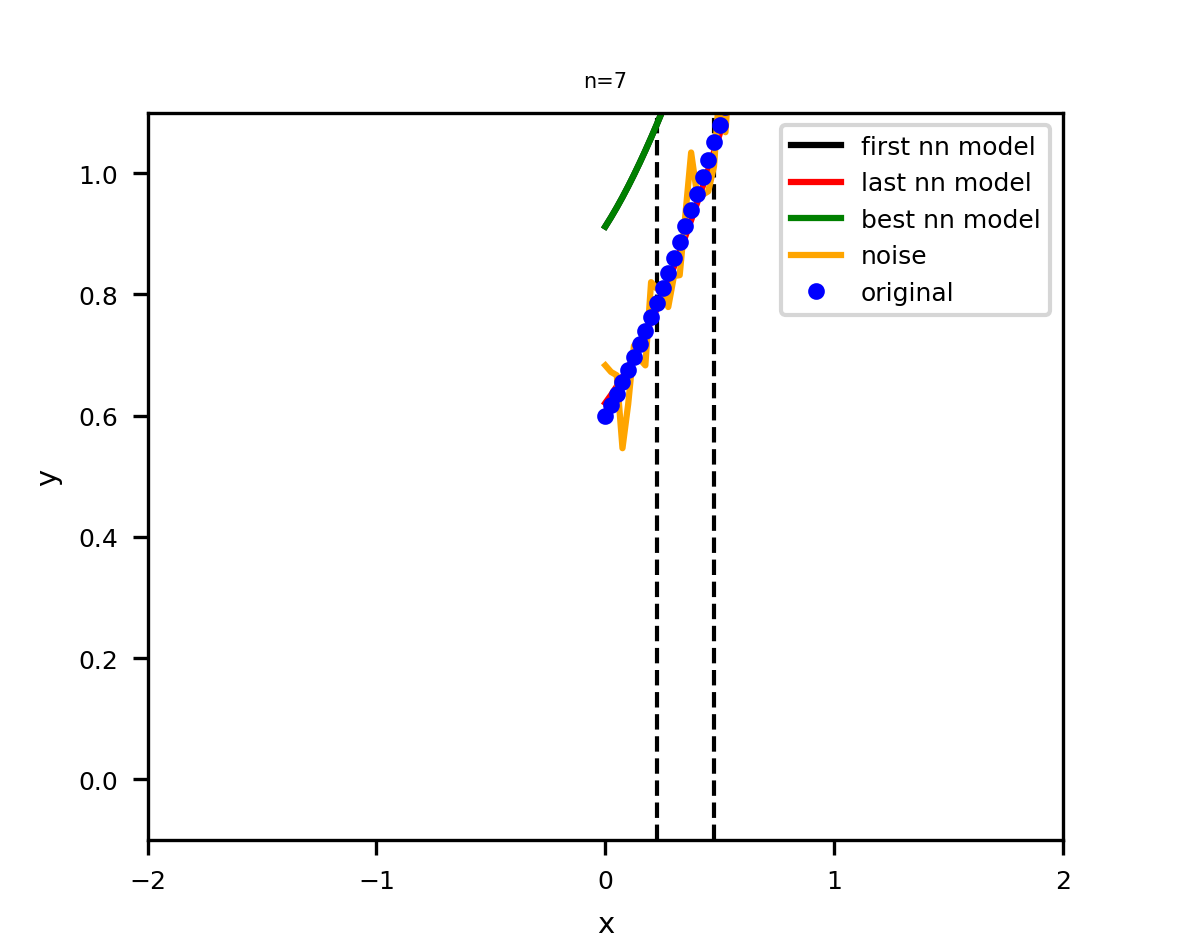 n=7
first nn model
last nn model
best nn model
noise
original
1.0
0.8
0.6
0.4
0.2
0.0
y
−2
−1
0
1
2
x